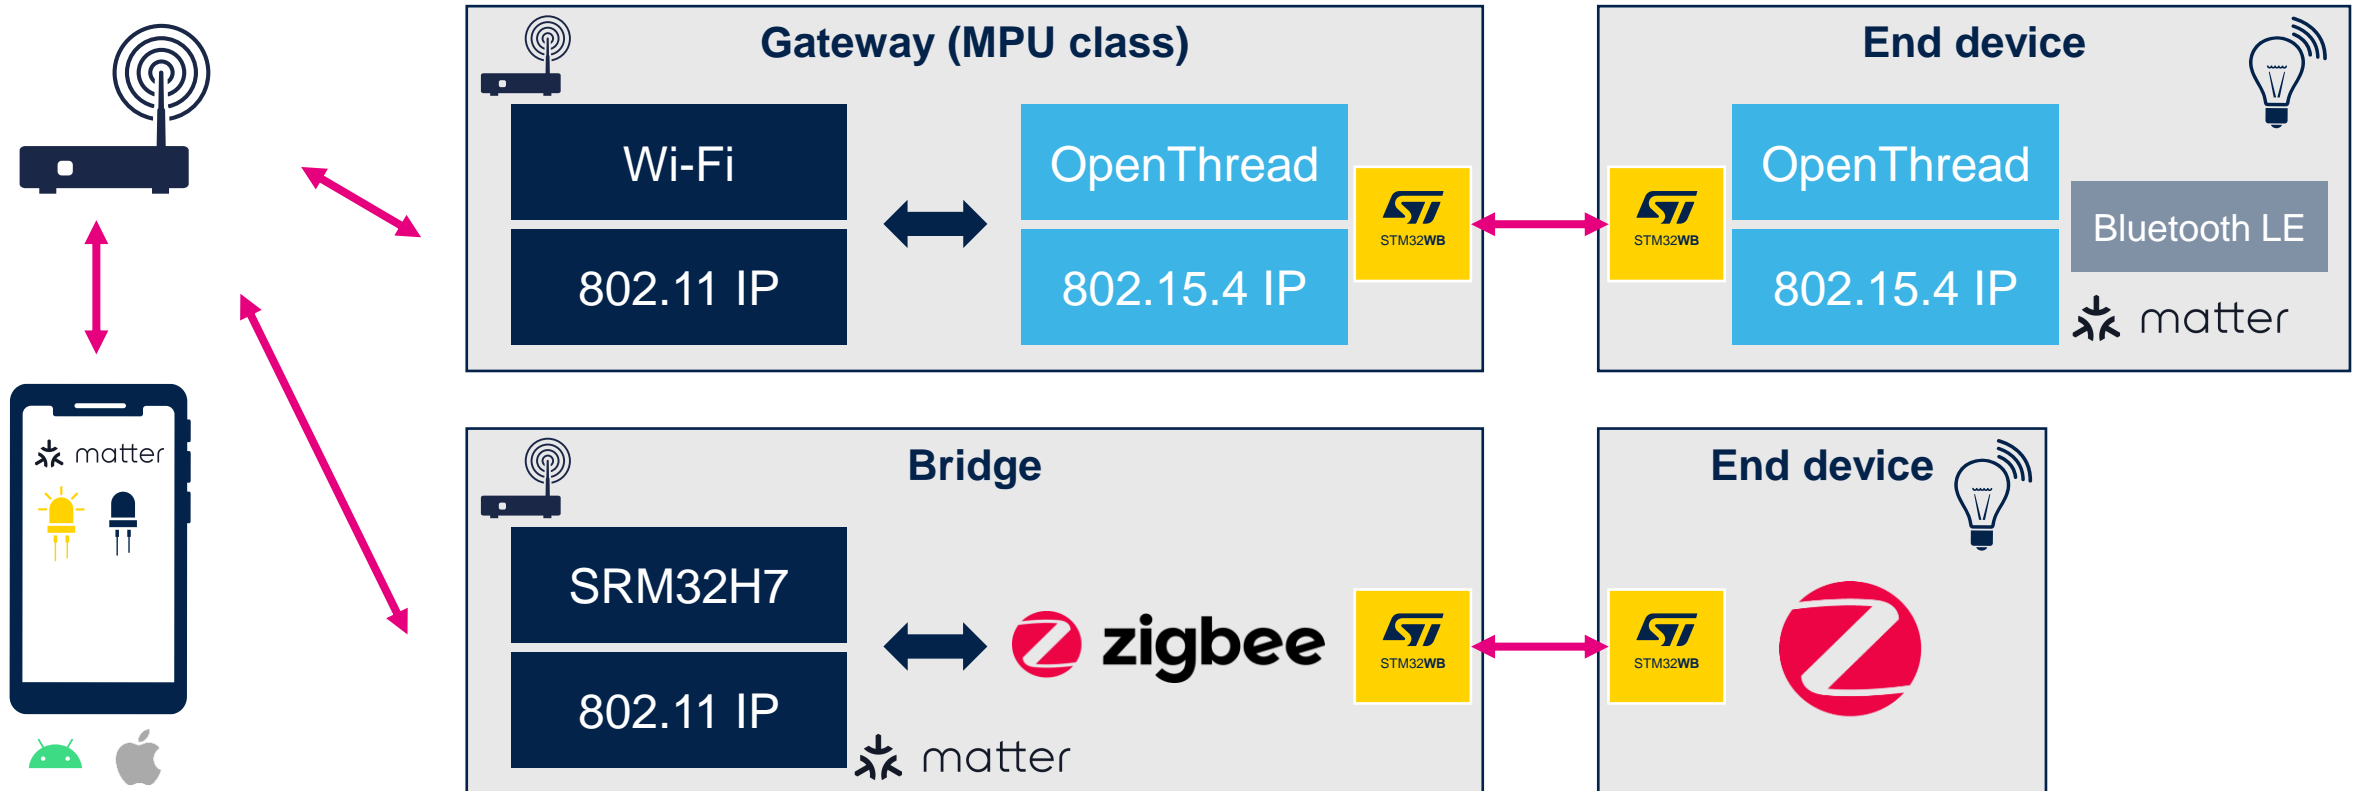 Gateway (MPU class)
Wi-Fi
802.11 IP
OpenThread
802.15.4 IP
STM32WB
End device
STM32WB
OpenThread
802.15.4 IP
Bluetooth LE
matter
matter
Bridge
SRM32H7
802.11 IP
matter
zigbee
STM32WB
End device
STM32WB